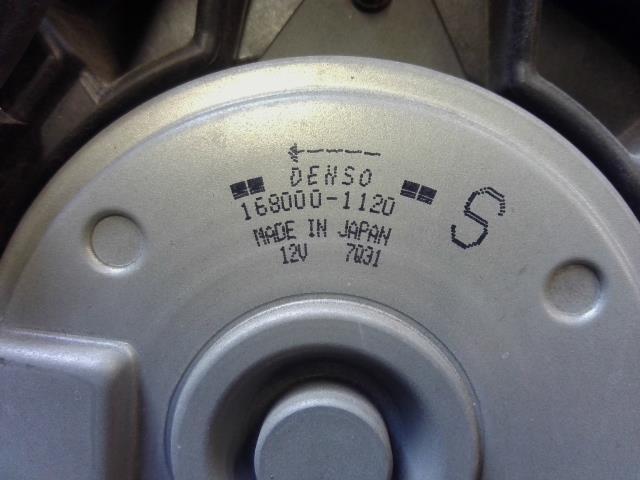 DENSO
168000-1120
S
MADE IN JAPAN
12V 7Q31